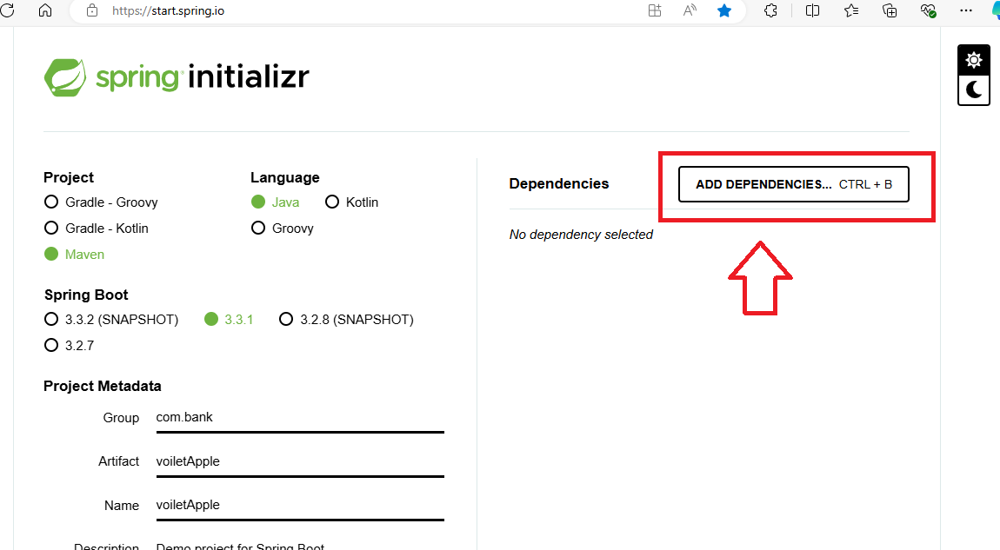 https://start.spring.io
spring initializr
Project
Gradle - Groovy
Gradle - Kotlin
Maven
Language
Java
Kotlin
Groovy
Spring Boot
3.3.2 (SNAPSHOT)
3.3.1
3.2.8 (SNAPSHOT)
3.2.7
Project Metadata
Group com.bank
Artifact voiletApple
Name voiletApple
Description Demo project for Spring Boot
Dependencies
ADD DEPENDENCIES... CTRL + B
No dependency selected